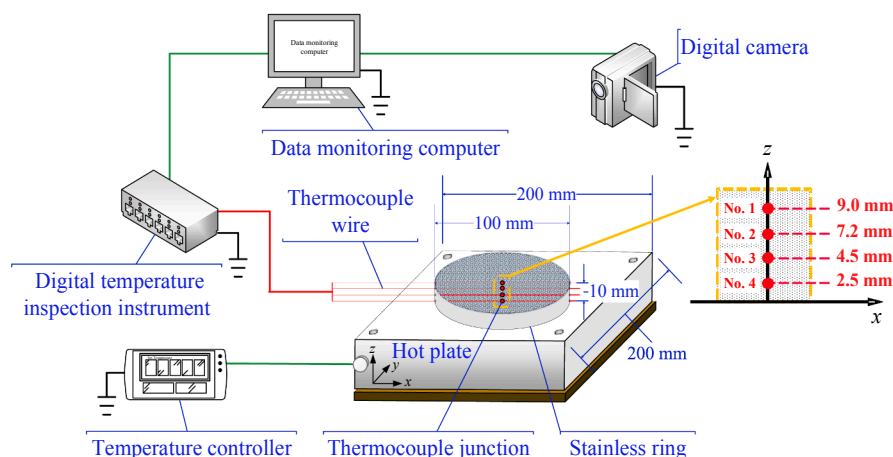 Data monitoring
computer
Digital camera
Data monitoring computer
z
200 mm
Thermocouple
wire
100 mm
No. 1
9.0 mm
No. 2
7.2 mm
No. 3
4.5 mm
No. 4
2.5 mm
x
Digital temperature
inspection instrument
-10 mm
Hot plate
200 mm
z
y
x
Temperature controller
Thermocouple junction
Stainless ring